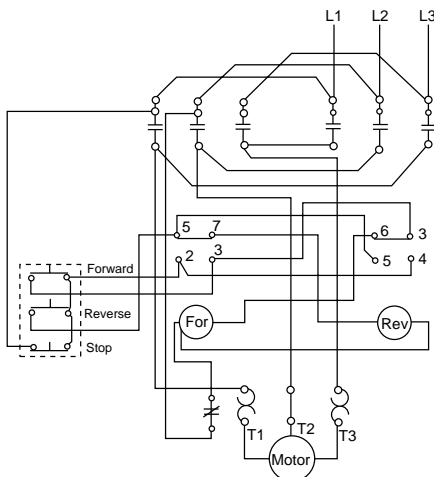 L1 L2 L3
5 7 6 3
Forward 2 3 5 4
Reverse For Rev
Stop
T1 T2 T3
Motor